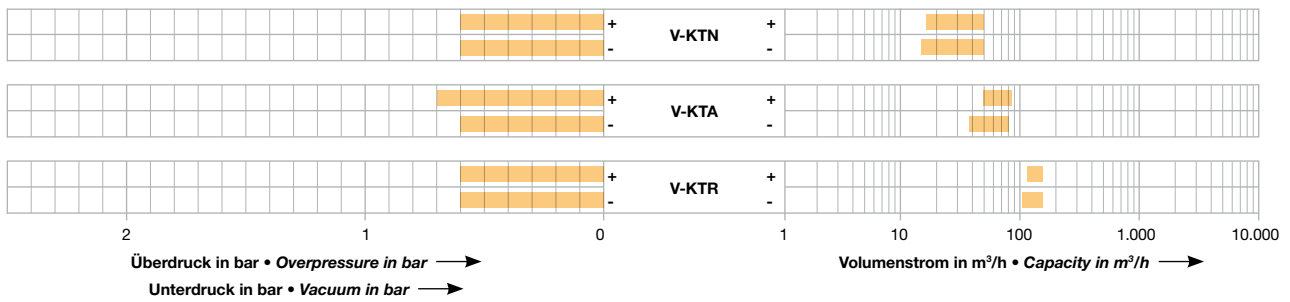 + V-KTN +
- -
+ V-KTA +
- -
+ V-KTR +
- -
2 1 0 1 10 100 1.000 10.000
Überdruck in bar • Overpressure in bar Volumenstrom in m³/h • Capacity in m³/h
Unterdruck in bar • Vacuum in bar